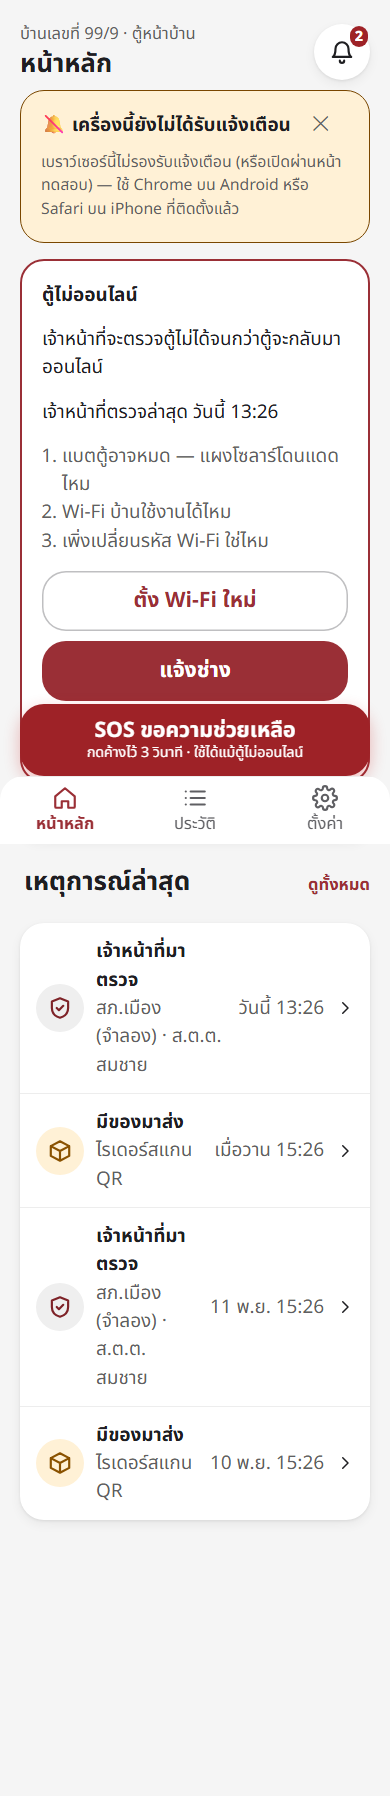 บ้านเลขที่ 99/9 · ตู้หน้าบ้าน
หน้าหลัก
2
เครื่องนี้ยังไม่ได้รับแจ้งเตือน
เบราว์เซอร์นี้ไม่รองรับแจ้งเตือน (หรือเปิดผ่านหน้า
ทดสอบ) — ใช้ Chrome บน Android หรือ
Safari บน iPhone ที่ติดตั้งแล้ว
ตู้ไม่ออนไลน์
เจ้าหน้าที่จะตรวจตู้ไม่ได้จนกว่าตู้จะกลับมา
ออนไลน์
เจ้าหน้าที่ตรวจล่าสุด วันนี้ 13:26
1. แบตตู้อาจหมด — แผงโซลาร์โดนแดด
ไหม
2. Wi-Fi บ้านใช้งานได้ไหม
3. เพิ่งเปลี่ยนรหัส Wi-Fi ใช่ไหม
ตั้ง Wi-Fi ใหม่
แจ้งช่าง
SOS ขอความช่วยเหลือ
กดค้างไว้ 3 วินาที · ใช้ได้แม้ตู้ไม่ออนไลน์
หน้าหลัก
ประวัติ
ตั้งค่า
เหตุการณ์ล่าสุด
ดูทั้งหมด
เจ้าหน้าที่มา
ตรวจ
สภ.เมือง
(จำลอง) · ส.ต.ต.
สมชาย
วันนี้ 13:26
มีของมาส่ง
ไรเดอร์สแกน
QR
เมื่อวาน 15:26
เจ้าหน้าที่มา
ตรวจ
สภ.เมือง
(จำลอง) ·
ส.ต.ต.
สมชาย
11 พ.ย. 15:26
มีของมาส่ง
ไรเดอร์สแกน
QR
10 พ.ย. 15:26